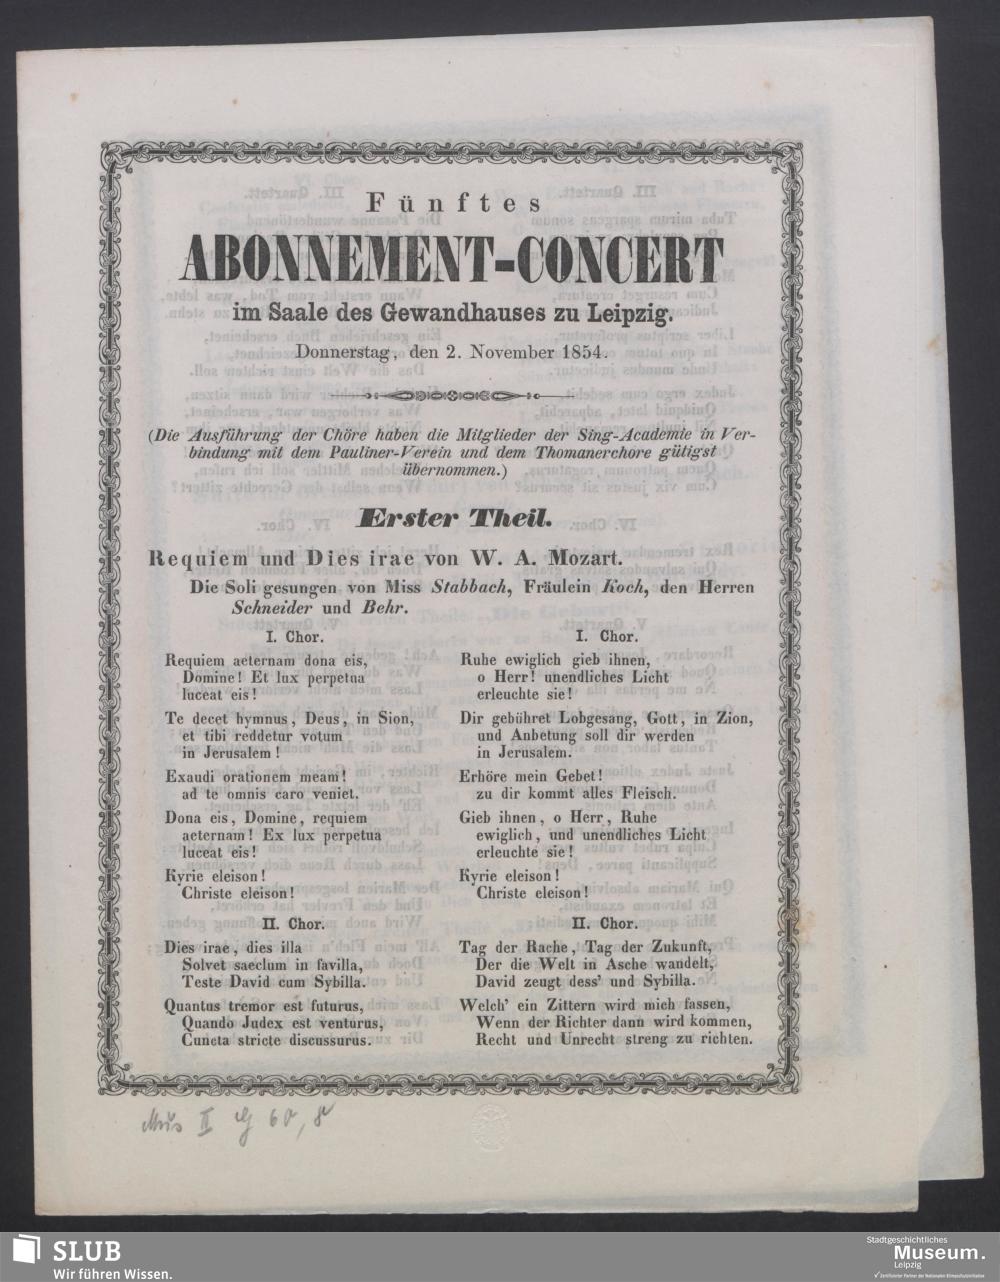 Fünftes
ABONNEMENT-CONCERT
im Saale des Gewandhauses zu Leipzig.
Donnerstag, den 2. November 1854.
(Die Ausführung der Chöre haben die Mitglieder der Sing-Academie in Ver-
bindung mit dem Pauliner-Verein und dem Thomanerchore gütigst
übernommen.)
Erster Theil.
Requiem und Dies irae von W. A. Mozart.
Die Soli gesungen von Miss Stabbach, Fräulein Koch, den Herren
Schneider und Behr.
I. Chor.
Requiem aeternam dona eis,
Domine! Et lux perpetua
luceat eis!
Te decet hymnus, Deus, in Sion,
et tibi reddetur votum
in Jerusalem!
Exaudi orationem meam!
ad te omnis caro veniet.
Dona eis, Domine, requiem
aeternam! Ex lux perpetua
luceat eis!
Kyrie eleison!
Christe eleison!
II. Chor.
Dies irae, dies illa
Solvet saeclum in favilla,
Teste David cum Sybilla.
Quantus tremor est futurus,
Quando Judex est venturus,
Cuncta stricte discussurus.
I. Chor.
Ruhe ewiglich gieb ihnen,
o Herr! unendliches Licht
erleuchte sie!
Dir gebühret Lobgesang, Gott, in Zion,
und Anbetung soll dir werden
in Jerusalem.
Erhöre mein Gebet!
zu dir kommt alles Fleisch.
Gieb ihnen, o Herr, Ruhe
ewiglich, und unendliches Licht
erleuchte sie!
Kyrie eleison!
Christe eleison!
II. Chor.
Tag der Rache, Tag der Zukunft,
Der die Welt in Asche wandelt,
David zeugt dess' und Sybilla.
Welch' ein Zittern wird mich fassen,
Wenn der Richter dann wird kommen,
Recht und Unrecht streng zu richten.
Mus II 60, 8
SLUB
Wir führen Wissen.
Stadtgeschichtliches
Museum.
Leipzig
Zertifizierter Partner der Nationalen Klimaschutzinitiative